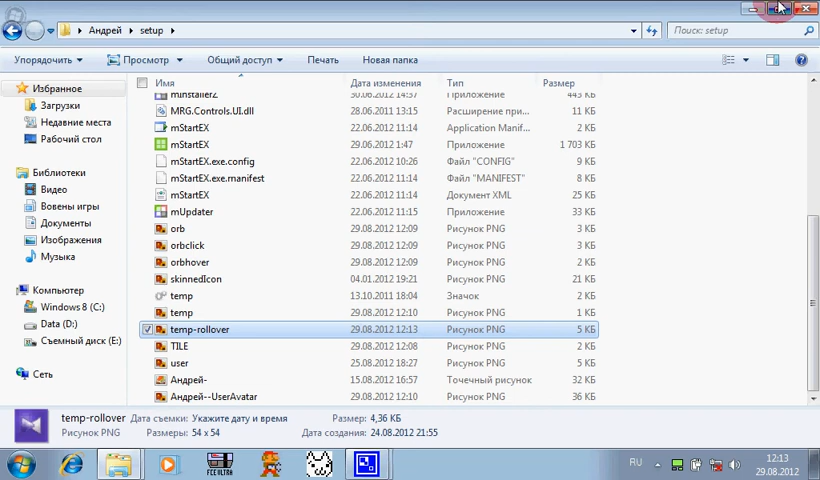 Андрей ▸ setup ▸
Поиск: setup
Упорядочить ▾ Просмотр ▾ Общий доступ ▾ Печать Новая папка
Избранное
Загрузки
Недавние места
Рабочий стол
Библиотеки
Видео
Вовены игры
Документы
Изображения
Музыка
Компьютер
Windows 8 (C:)
Data (D:)
Съемный диск (E:)
Сеть
Имя Дата изменения Тип Размер
30.06.2012 14:37 Приложение 443 КБ
MRG.Controls.UI.dll 28.06.2011 13:15 Расширение при... 11 КБ
mStartEX 22.06.2012 11:14 Application Manif... 2 КБ
mStartEX 29.06.2012 1:47 Приложение 1 703 КБ
mStartEX.exe.config 22.06.2012 10:26 Файл "CONFIG" 9 КБ
mStartEX.exe.manifest 22.06.2012 11:14 Файл "MANIFEST" 8 КБ
mStartEX 22.06.2012 11:14 Документ XML 25 КБ
mUpdater 22.06.2012 11:15 Приложение 33 КБ
orb 29.08.2012 12:09 Рисунок PNG 3 КБ
orbclick 29.08.2012 12:09 Рисунок PNG 3 КБ
orbhover 29.08.2012 12:09 Рисунок PNG 2 КБ
skinnedIcon 04.01.2012 19:21 Рисунок PNG 21 КБ
temp 13.10.2011 18:04 Значок 2 КБ
temp 29.08.2012 12:10 Рисунок PNG 1 КБ
temp-rollover 29.08.2012 12:13 Рисунок PNG 5 КБ
TILE 29.08.2012 12:08 Рисунок PNG 2 КБ
user 25.08.2012 18:27 Рисунок PNG 5 КБ
Андрей- 15.08.2012 16:57 Точечный рисунок 32 КБ
Андрей--UserAvatar 29.08.2012 12:10 Рисунок PNG 36 КБ
temp-rollover Дата съемки: Укажите дату и время Размер: 4,36 КБ
Рисунок PNG Размеры: 54 x 54 Дата создания: 24.08.2012 21:55
FCE ULTRA
RU
12:13
29.08.2012